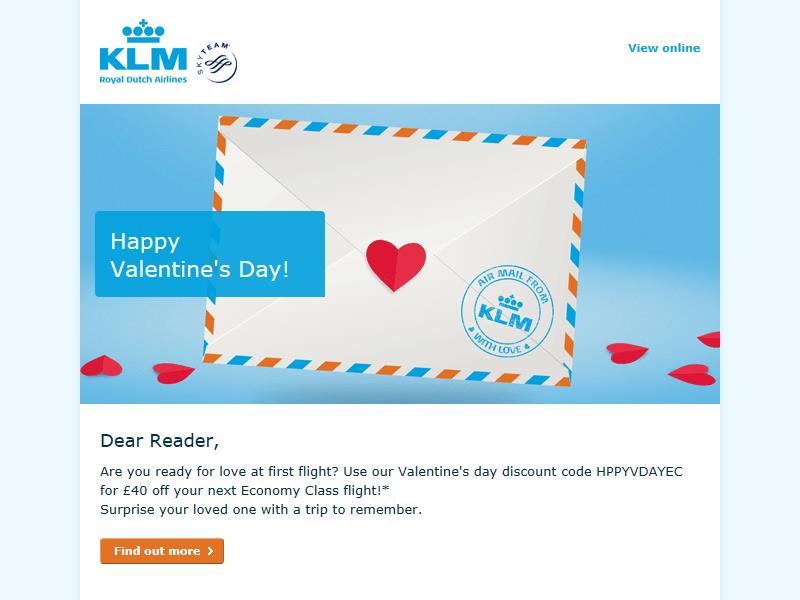 KLM
Royal Dutch Airlines
SKYTEAM
View online
Happy
Valentine's Day!
AIR MAIL FROM
KLM
WITH LOVE
Dear Reader,
Are you ready for love at first flight? Use our Valentine's day discount code HPPYVDAYEC
for £40 off your next Economy Class flight!*
Surprise your loved one with a trip to remember.
Find out more